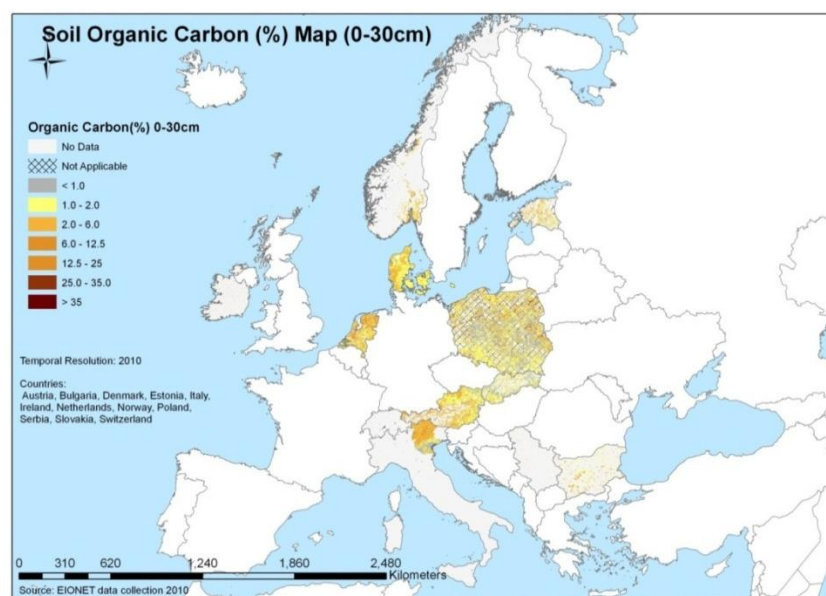 Soil Organic Carbon (%) Map (0-30cm)
Organic Carbon(%) 0-30cm
No Data
Not Applicable
< 1.0
1.0 - 2.0
2.0 - 6.0
6.0 - 12.5
12.5 - 25
25.0 - 35.0
> 35
Temporal Resolution: 2010
Countries:
Austria, Bulgaria, Denmark, Estonia, Italy,
Ireland, Netherlands, Norway, Poland,
Serbia, Slovakia, Switzerland
0 310 620 1,240 1,860 2,480
Kilometers
Source: EIONET data collection 2010